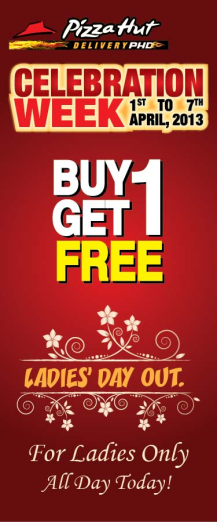 Pizza Hut
DELIVERY PHD
CELEBRATION
WEEK 1ST TO 7TH
APRIL, 2013
BUY 1
GET
FREE
LADIES' DAY OUT.
For Ladies Only
All Day Today!